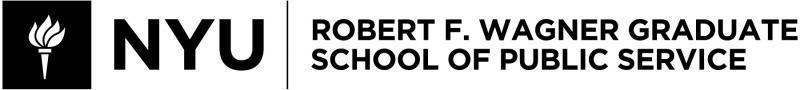 NYU
ROBERT F. WAGNER GRADUATE
SCHOOL OF PUBLIC SERVICE